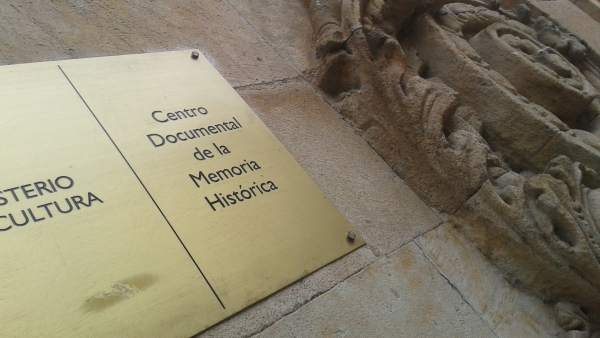 STERIO
CULTURA
Centro
Documental
de la
Memoria
Histórica